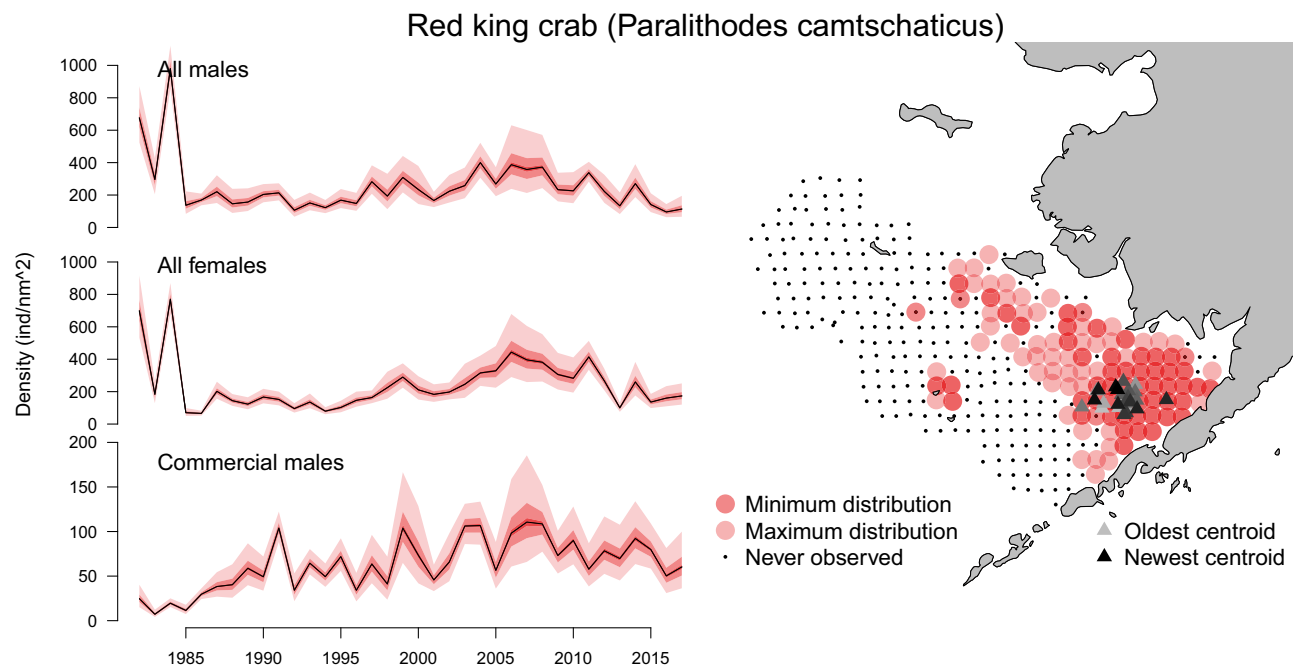 Red king crab (Paralithodes camtschaticus)
Density (ind/nm^2)
All males
1000
800
600
400
200
0
All females
1000
800
600
400
200
0
Commercial males
200
150
100
50
0
1985 1990 1995 2000 2005 2010 2015
Minimum distribution
Maximum distribution
Never observed
Oldest centroid
Newest centroid